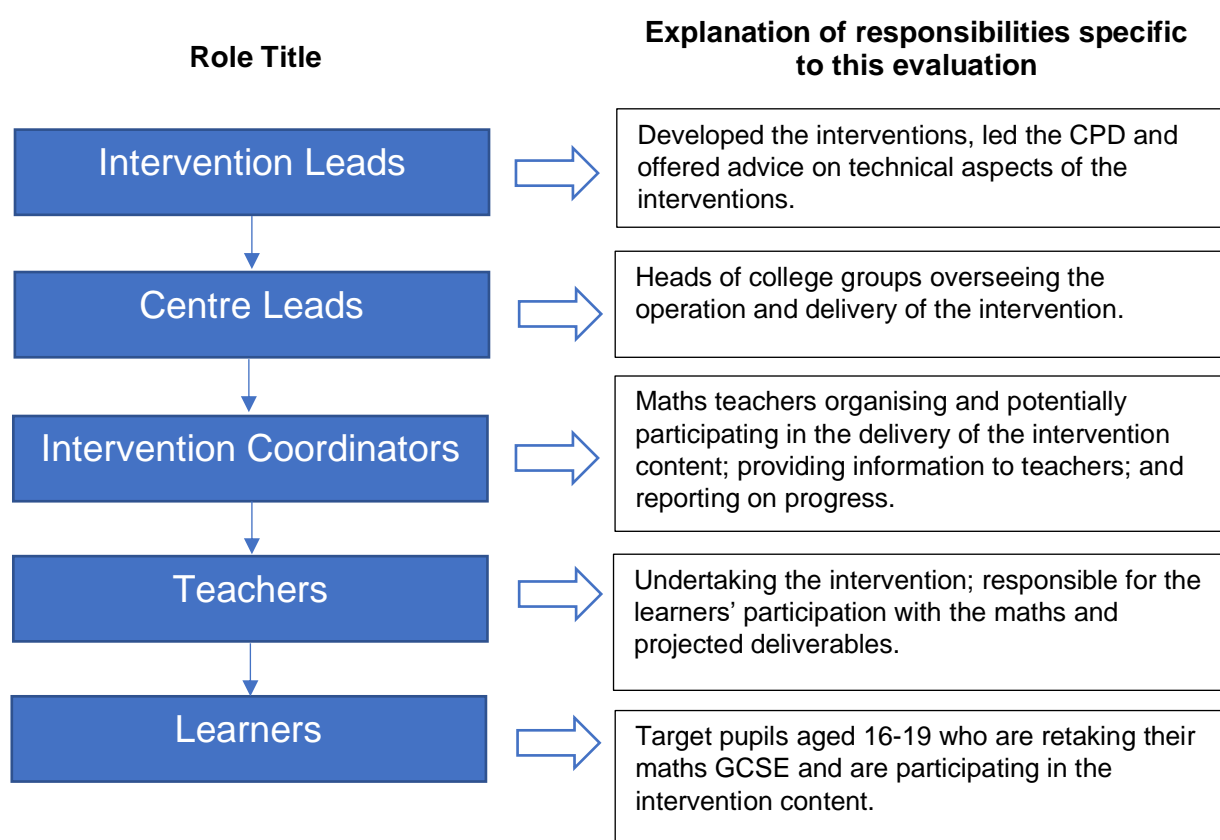 Role Title
Explanation of responsibilities specific
to this evaluation
Intervention Leads
Developed the interventions, led the CPD and
offered advice on technical aspects of the
interventions.
Centre Leads
Heads of college groups overseeing the
operation and delivery of the intervention.
Intervention Coordinators
Maths teachers organising and potentially
participating in the delivery of the intervention
content; providing information to teachers; and
reporting on progress.
Teachers
Undertaking the intervention; responsible for the
learners’ participation with the maths and
projected deliverables.
Learners
Target pupils aged 16-19 who are retaking their
maths GCSE and are participating in the
intervention content.